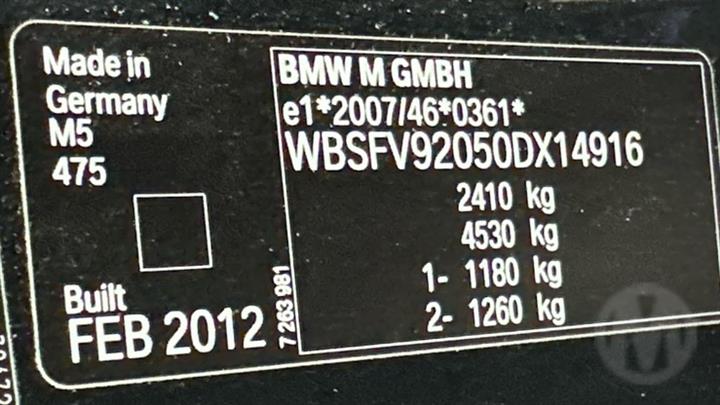 Made in
Germany
M5
475
Built
FEB 2012
7 263 981
BMW M GMBH
e1*2007/46*0361*
WBSFV92050DX14916
2410 kg
4530 kg
1- 1180 kg
2- 1260 kg